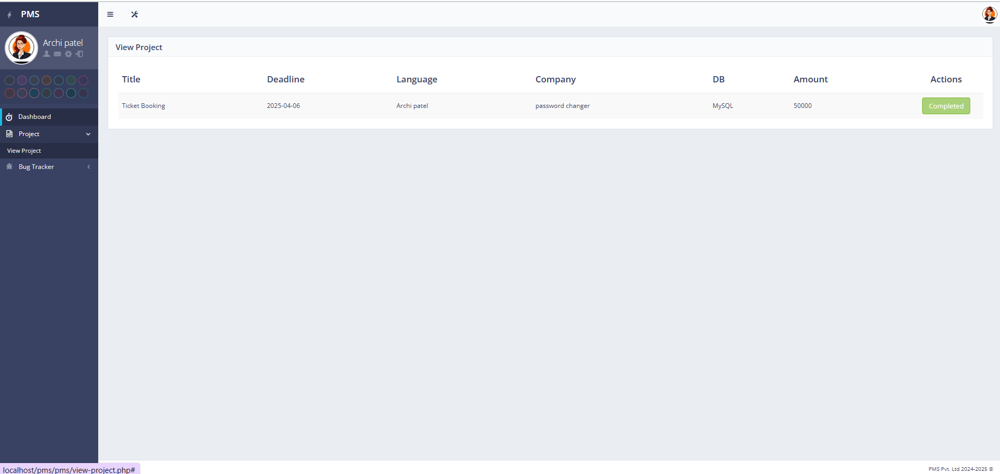 PMS
Archi patel
Dashboard
Project
View Project
Bug Tracker
View Project
Title Deadline Language Company DB Amount Actions
Ticket Booking 2025-04-06 Archi patel password changer MySQL 50000 Completed
localhost/pms/pms/view-project.php#
PMS Pvt. Ltd 2024-2025 ©